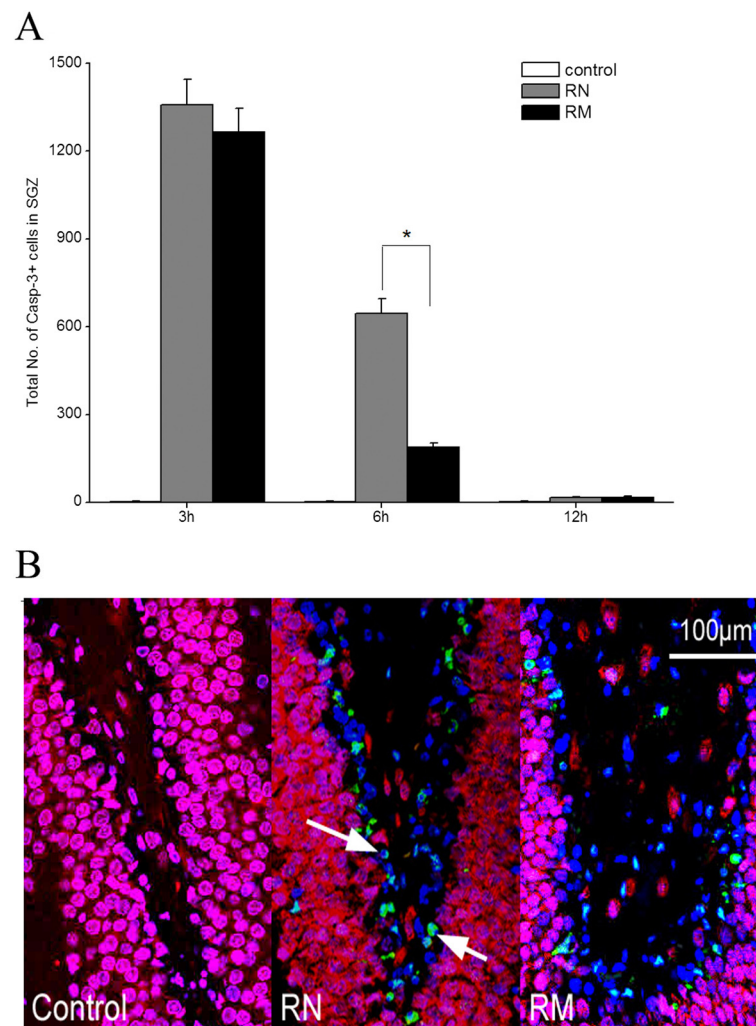 A
1500
1200
900
600
300
0
Total No. of Casp-3+ cells in SGZ
control
RN
RM
*
3h
6h
12h
B
100µm
Control
RN
RM